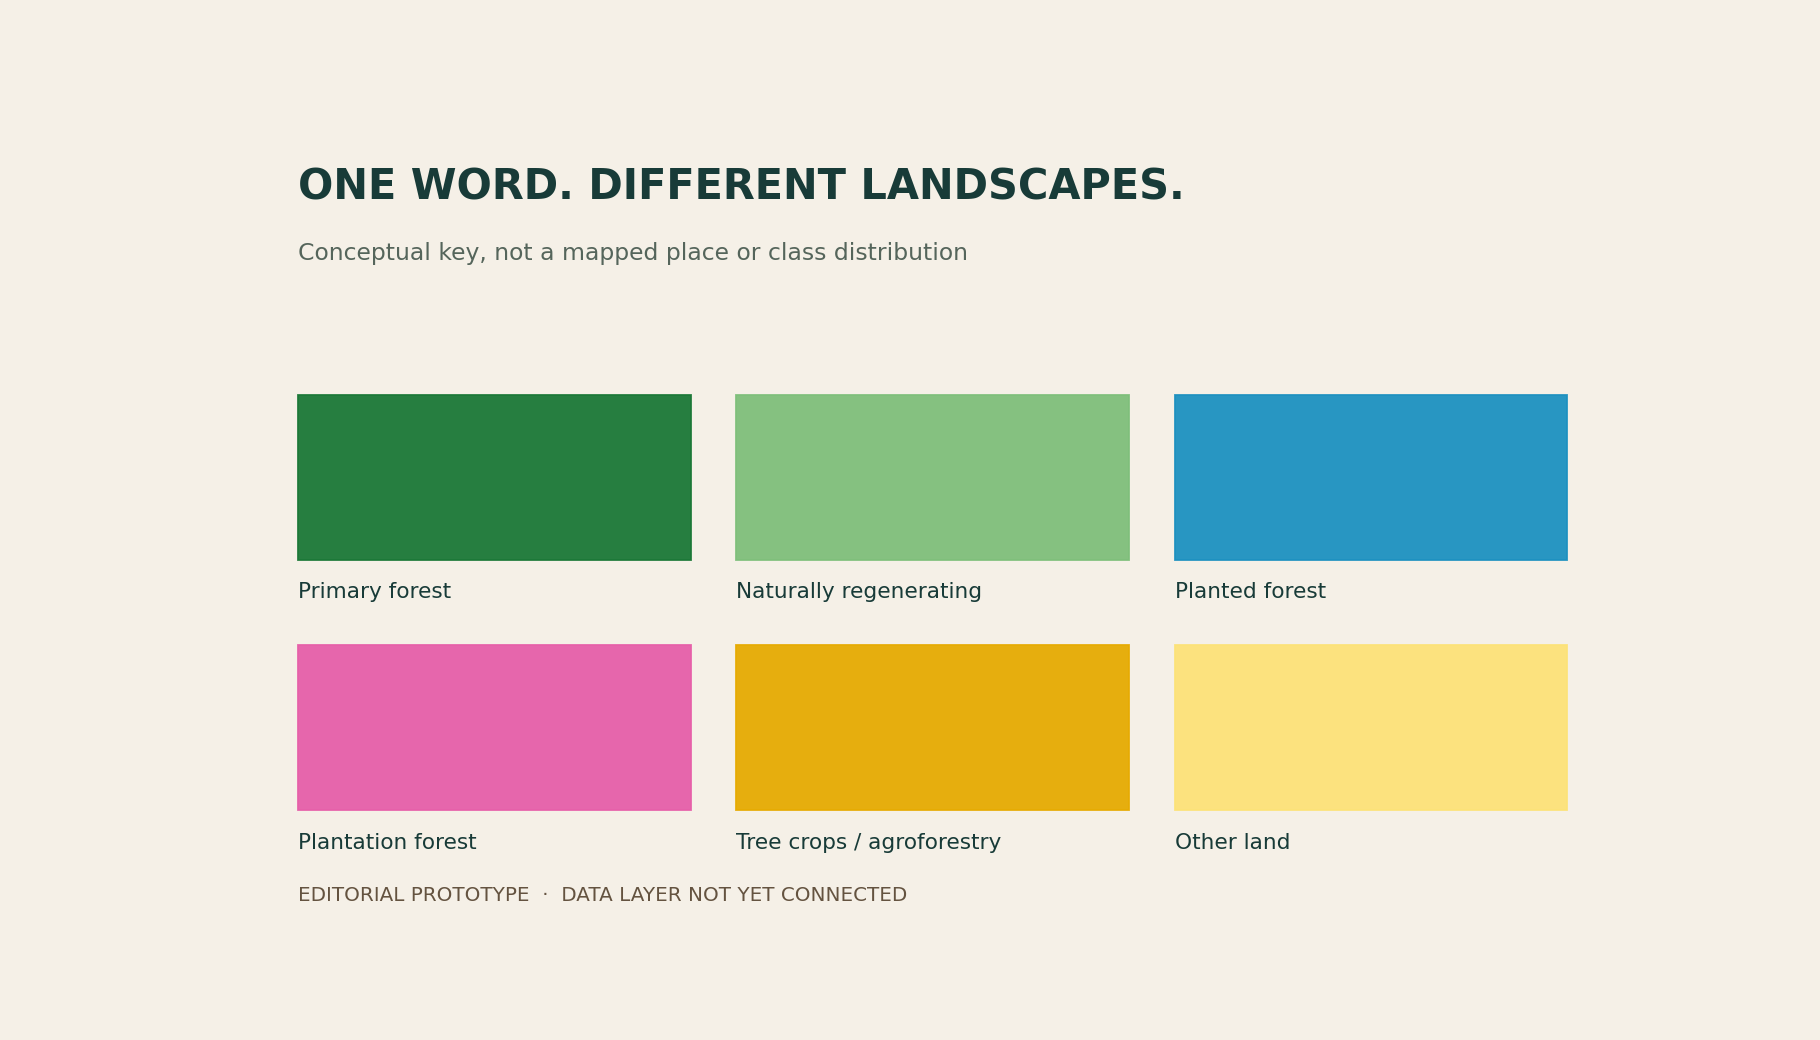 ONE WORD. DIFFERENT LANDSCAPES.
Conceptual key, not a mapped place or class distribution
Primary forest
Naturally regenerating
Planted forest
Plantation forest
Tree crops / agroforestry
Other land
EDITORIAL PROTOTYPE · DATA LAYER NOT YET CONNECTED